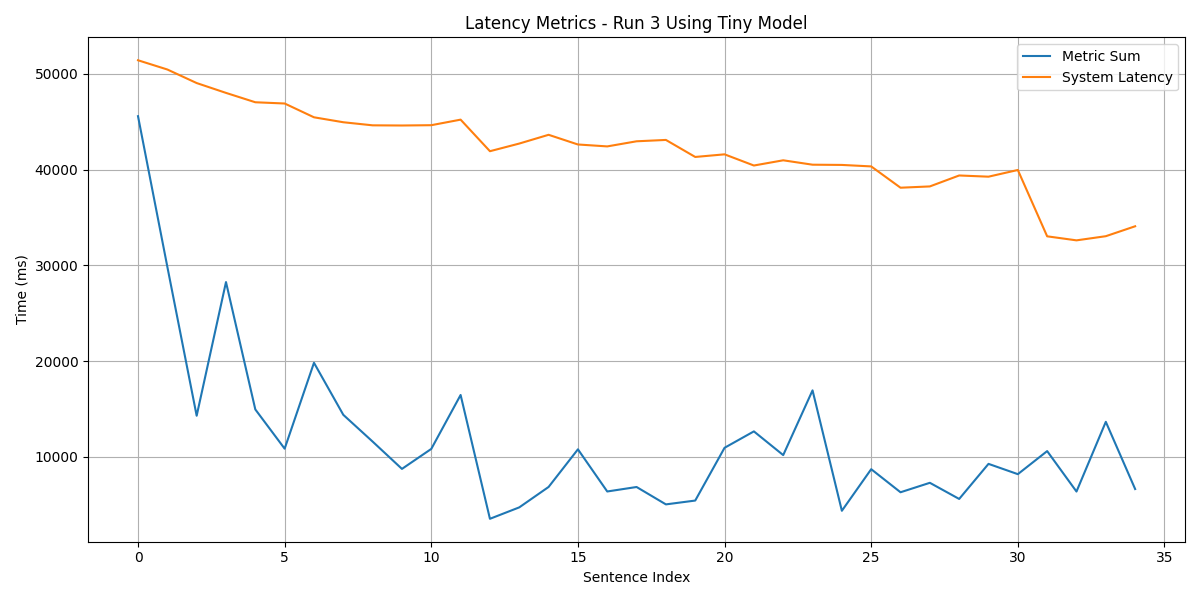 Latency Metrics - Run 3 Using Tiny Model
Metric Sum
System Latency
Time (ms)
50000
40000
30000
20000
10000
0 5 10 15 20 25 30 35
Sentence Index